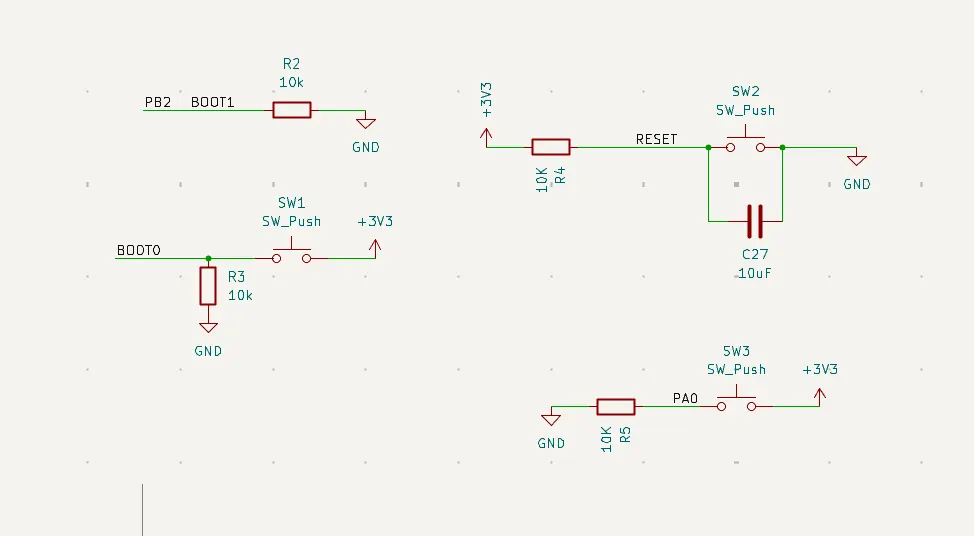 R2
10k
PB2 BOOT1
GND
SW1
SW_Push
+3V3
BOOT0
R3
10k
GND
+3V3
10K
R4
RESET
SW2
SW_Push
GND
C27
10uF
SW3
SW_Push
+3V3
PA0
GND
10K
R5